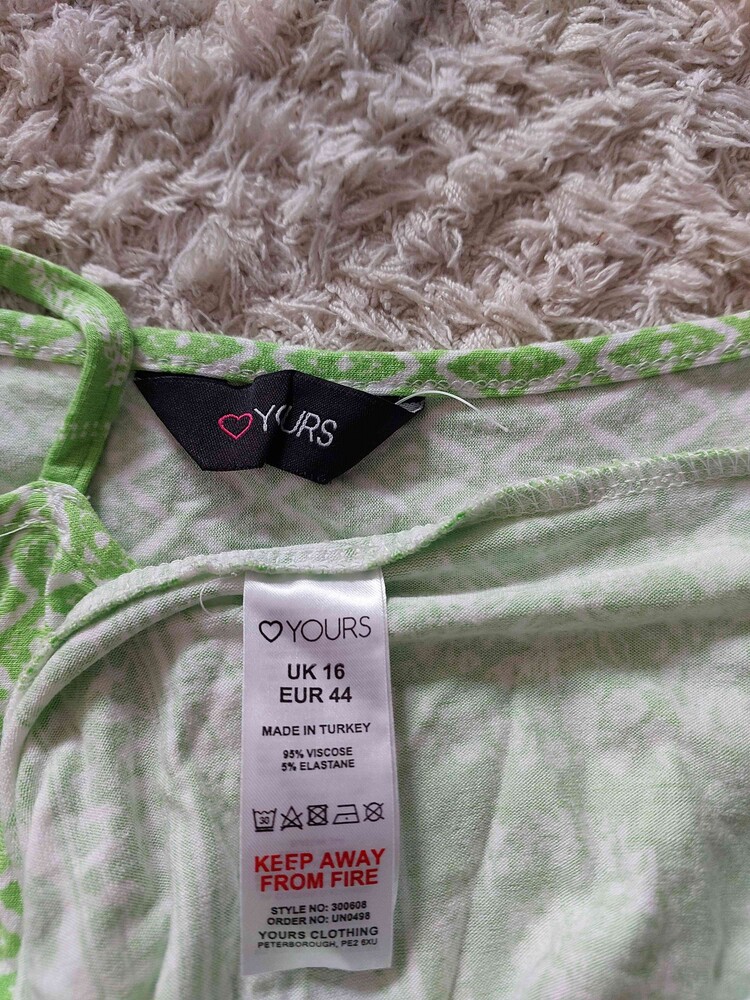 YOURS
YOURS
UK 16
EUR 44
MADE IN TURKEY
95% VISCOSE
5% ELASTANE
30
KEEP AWAY
FROM FIRE
STYLE NO: 300608
ORDER NO: UN0498
YOURS CLOTHING
PETERBOROUGH, PE2 6XU